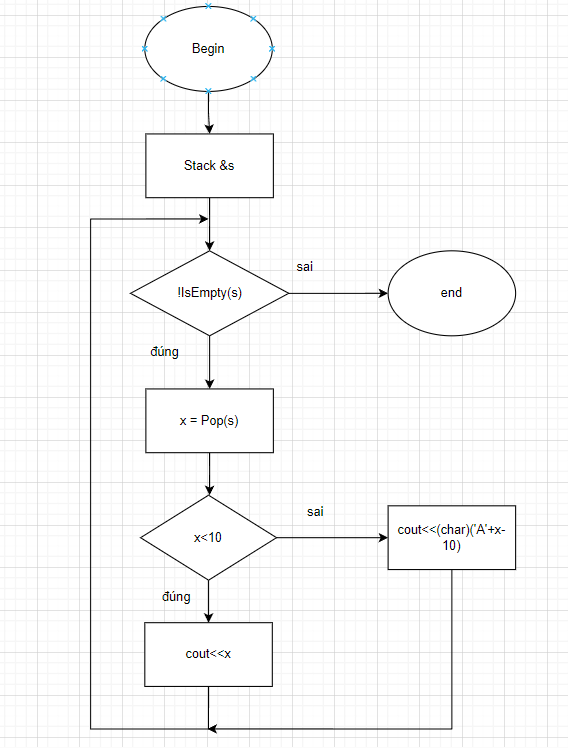 Begin
Stack &s
!IsEmpty(s)
sai
end
đúng
x = Pop(s)
x<10
sai
cout<<(char)('A'+x-
10)
đúng
cout<<x